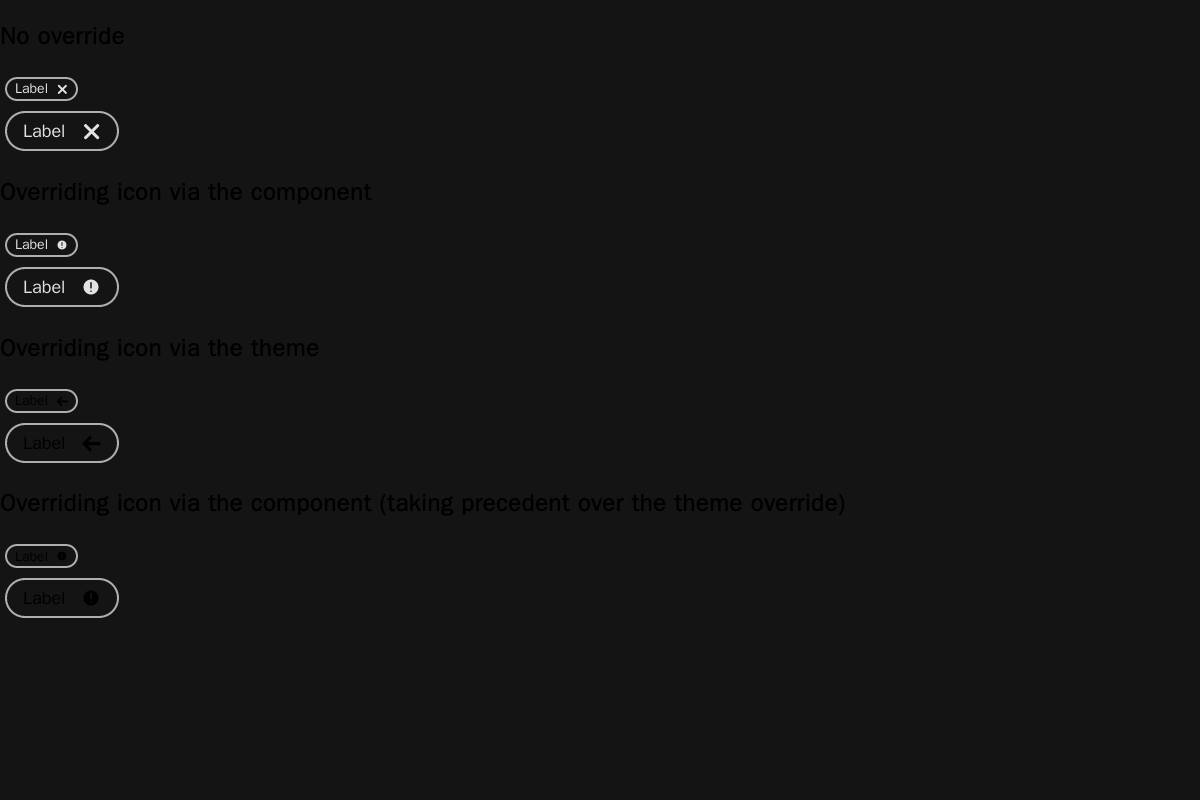 No override
Label
Label
Overriding icon via the component
Label
Label
Overriding icon via the theme
Label
Label
Overriding icon via the component (taking precedent over the theme override)
Label
Label